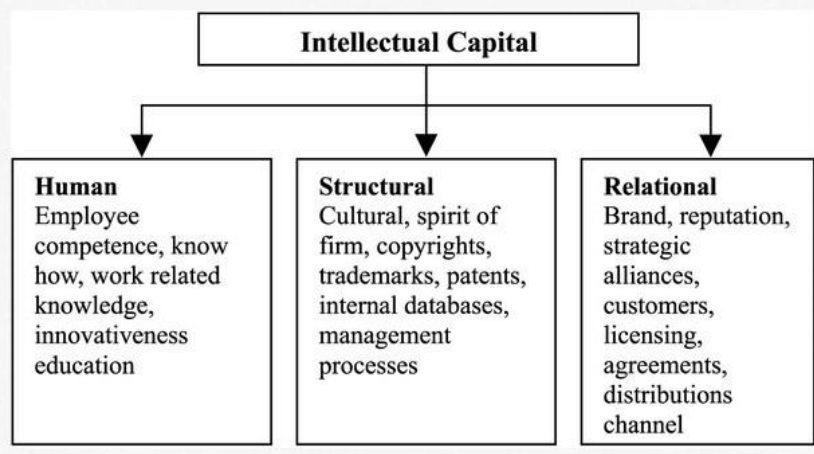 Intellectual Capital
Human
Employee
competence, know
how, work related
knowledge,
innovativeness
education
Structural
Cultural, spirit of
firm, copyrights,
trademarks, patents,
internal databases,
management
processes
Relational
Brand, reputation,
strategic
alliances,
customers,
licensing,
agreements,
distributions
channel